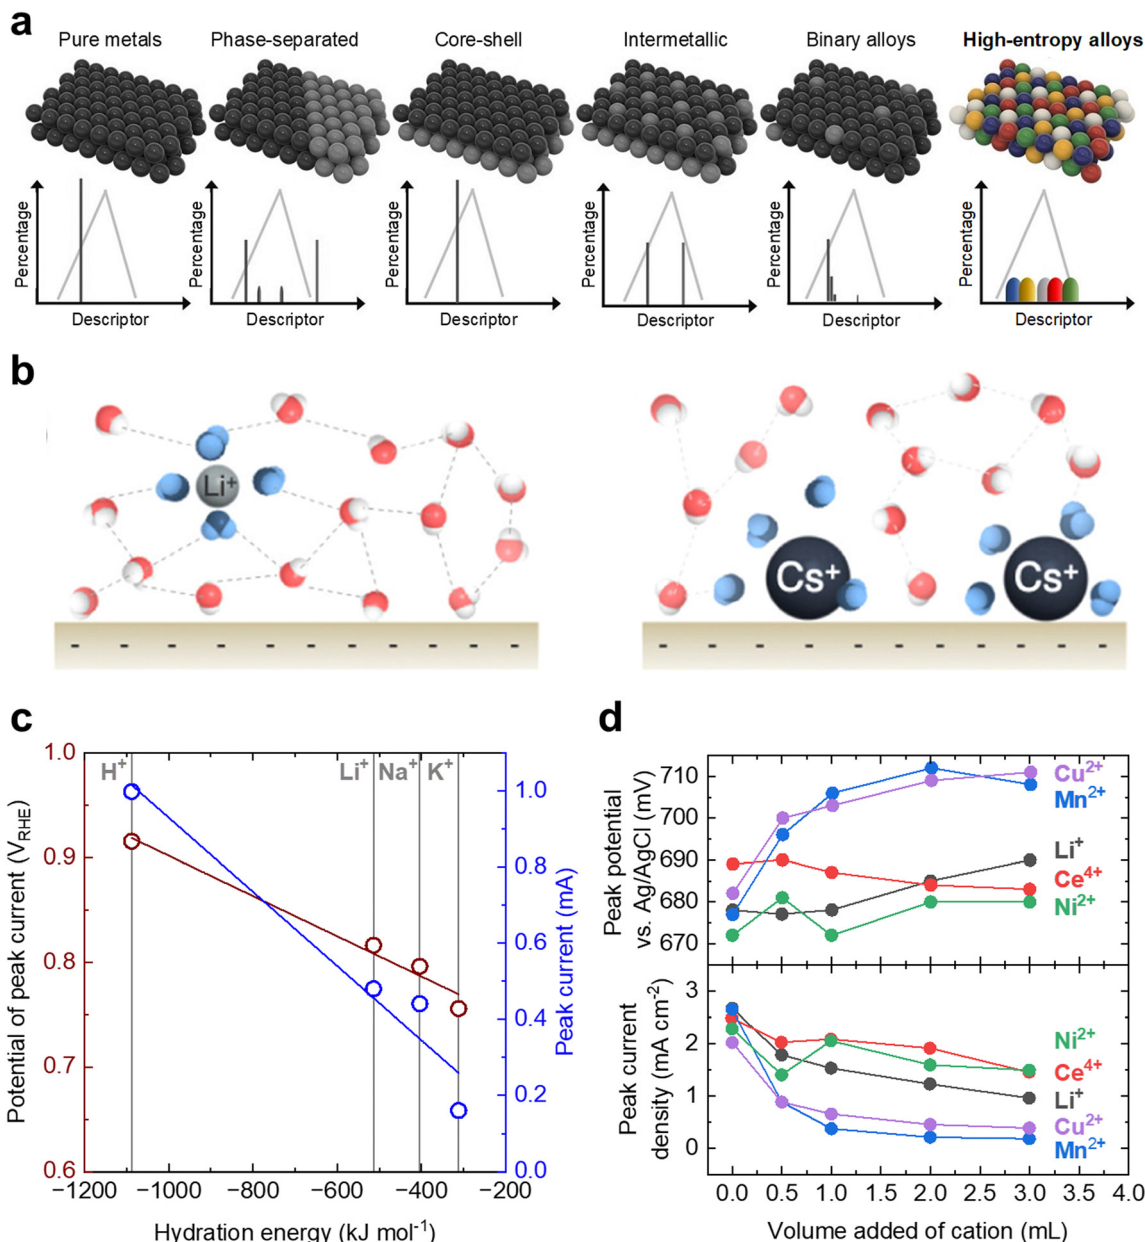 a
Pure metals
Phase-separated
Core-shell
Intermetallic
Binary alloys
High-entropy alloys
Percentage
Percentage
Percentage
Percentage
Percentage
Percentage
Descriptor
Descriptor
Descriptor
Descriptor
Descriptor
Descriptor
b
Li⁺
Cs⁺
Cs⁺
- - - - - - - - - -
- - - - - - - - - -
c
H⁺
Li⁺
Na⁺
K⁺
Potential of peak current (V_RHE)
1.0
0.9
0.8
0.7
0.6
Peak current (mA)
1.0
0.8
0.6
0.4
0.2
0.0
−1200 −1000 −800 −600 −400 −200
Hydration energy (kJ mol⁻¹)
d
Peak potential
vs. Ag/AgCl (mV)
710
700
690
680
670
Cu²⁺
Mn²⁺
Li⁺
Ce⁴⁺
Ni²⁺
Peak current
density (mA cm⁻²)
3
2
1
0
Ni²⁺
Ce⁴⁺
Li⁺
Cu²⁺
Mn²⁺
0.0 0.5 1.0 1.5 2.0 2.5 3.0 3.5 4.0
Volume added of cation (mL)